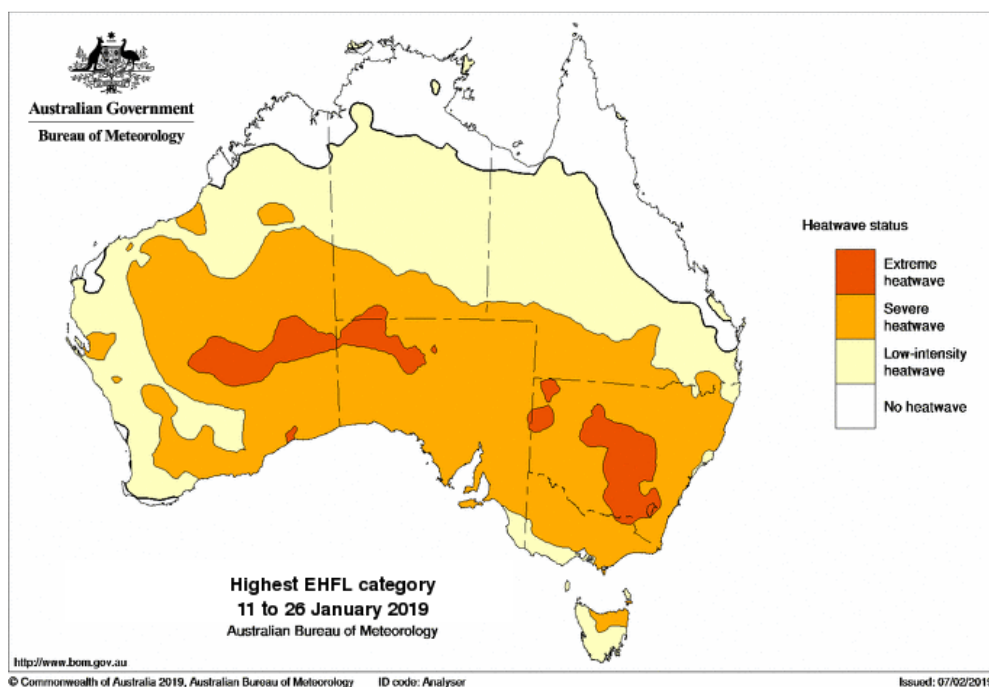 Australian Government
Bureau of Meteorology
Heatwave status
Extreme
heatwave
Severe
heatwave
Low-intensity
heatwave
No heatwave
Highest EHFL category
11 to 26 January 2019
Australian Bureau of Meteorology
http://www.bom.gov.au
© Commonwealth of Australia 2019, Australian Bureau of Meteorology ID code: Analyser Issued: 07/02/2019